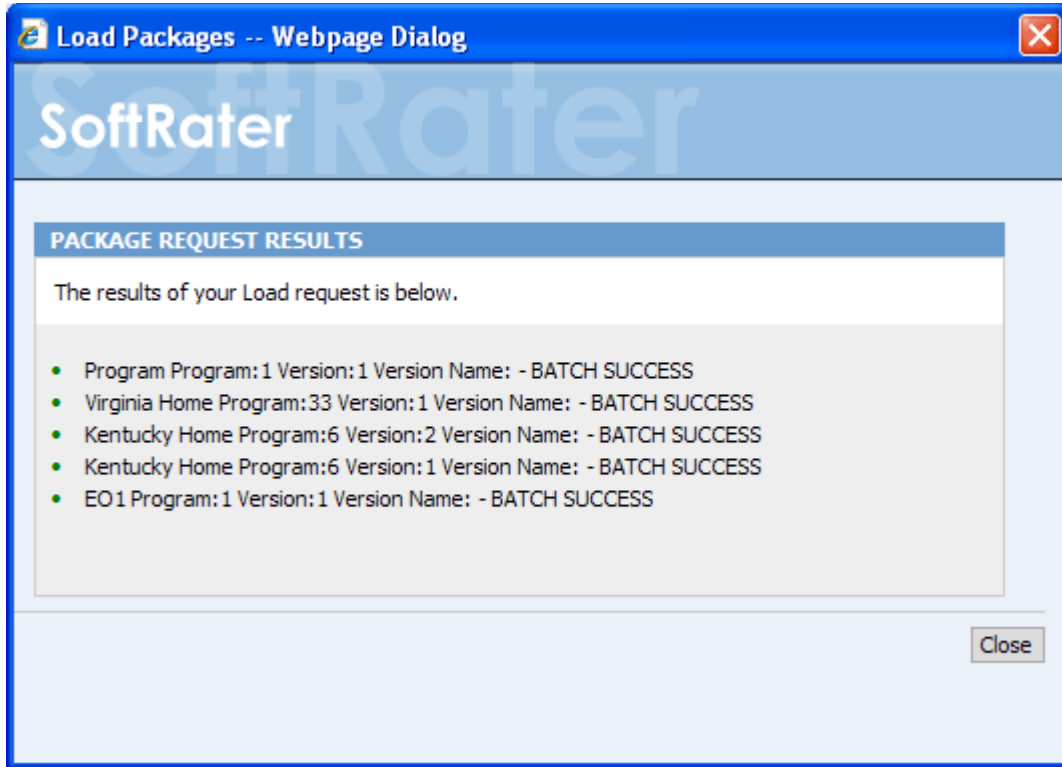 Load Packages -- Webpage Dialog
SoftRater
SoftRater
PACKAGE REQUEST RESULTS
The results of your Load request is below.
• Program Program:1 Version:1 Version Name: - BATCH SUCCESS
• Virginia Home Program:33 Version:1 Version Name: - BATCH SUCCESS
• Kentucky Home Program:6 Version:2 Version Name: - BATCH SUCCESS
• Kentucky Home Program:6 Version:1 Version Name: - BATCH SUCCESS
• EO1 Program:1 Version:1 Version Name: - BATCH SUCCESS
Close